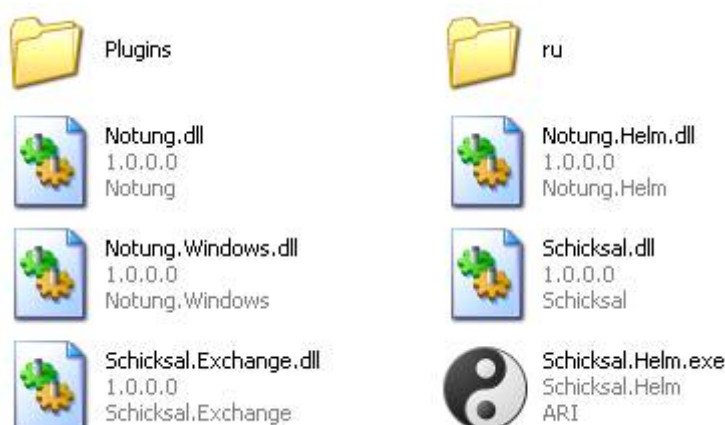 Plugins
ru
Notung.dll
1.0.0.0
Notung
Notung.Helm.dll
1.0.0.0
Notung.Helm
Notung.Windows.dll
1.0.0.0
Notung.Windows
Schicksal.dll
1.0.0.0
Schicksal
Schicksal.Exchange.dll
1.0.0.0
Schicksal.Exchange
Schicksal.Helm.exe
Schicksal.Helm
ARI